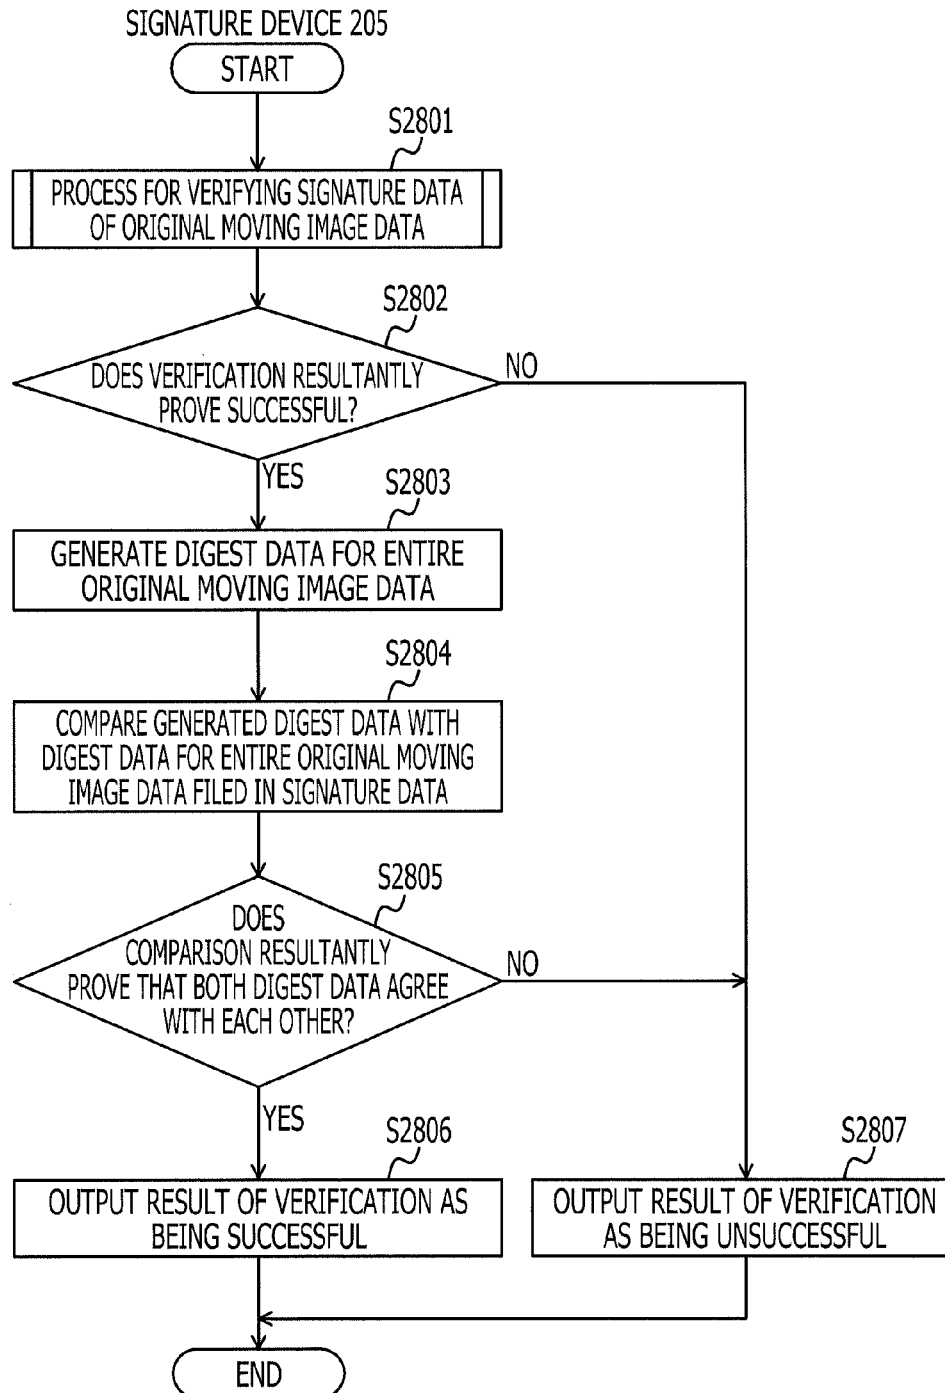 SIGNATURE DEVICE 205
START
S2801
PROCESS FOR VERIFYING SIGNATURE DATA
OF ORIGINAL MOVING IMAGE DATA
S2802
DOES VERIFICATION RESULTANTLY
PROVE SUCCESSFUL?
NO
YES
S2803
GENERATE DIGEST DATA FOR ENTIRE
ORIGINAL MOVING IMAGE DATA
S2804
COMPARE GENERATED DIGEST DATA WITH
DIGEST DATA FOR ENTIRE ORIGINAL MOVING
IMAGE DATA FILED IN SIGNATURE DATA
S2805
DOES
COMPARISON RESULTANTLY
PROVE THAT BOTH DIGEST DATA AGREE
WITH EACH OTHER?
NO
YES
S2806
OUTPUT RESULT OF VERIFICATION AS
BEING SUCCESSFUL
S2807
OUTPUT RESULT OF VERIFICATION
AS BEING UNSUCCESSFUL
END